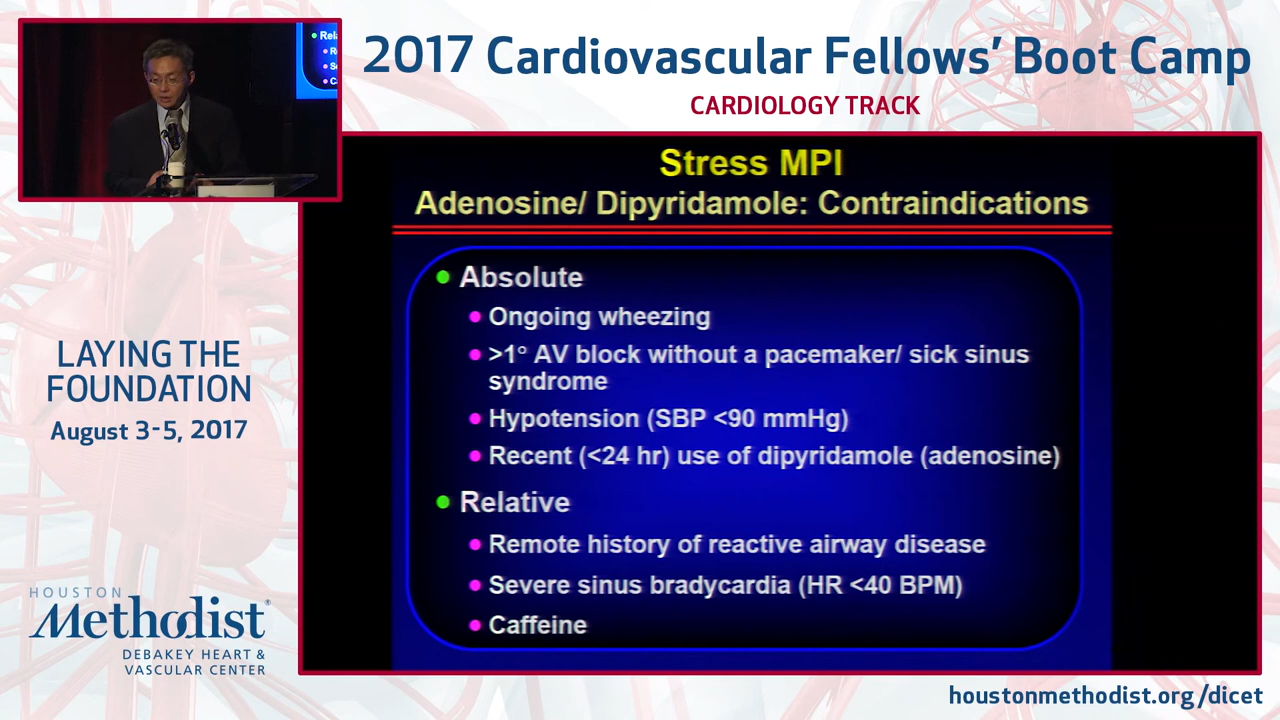 2017 Cardiovascular Fellows’ Boot Camp
CARDIOLOGY TRACK
Stress MPI
Adenosine/ Dipyridamole: Contraindications
• Absolute
• Ongoing wheezing
• >1° AV block without a pacemaker/ sick sinus
syndrome
• Hypotension (SBP <90 mmHg)
• Recent (<24 hr) use of dipyridamole (adenosine)
• Relative
• Remote history of reactive airway disease
• Severe sinus bradycardia (HR <40 BPM)
• Caffeine
LAYING THE
FOUNDATION
August 3-5, 2017
HOUSTON
Methodist®
DEBAKEY HEART &
VASCULAR CENTER
houstonmethodist.org/dicet